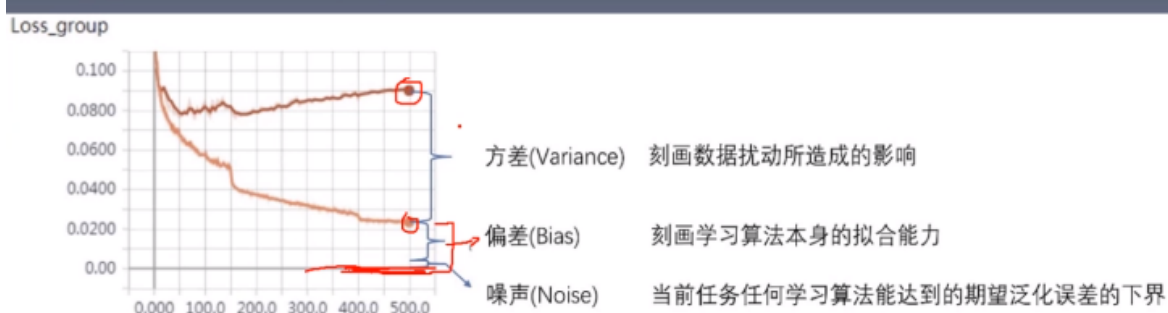 Loss_group
0.100
0.0800
0.0600
0.0400
0.0200
0.00
0.000 100.0 200.0 300.0 400.0 500.0
方差(Variance) 刻画数据扰动所造成的影响
偏差(Bias) 刻画学习算法本身的拟合能力
噪声(Noise) 当前任务任何学习算法能达到的期望泛化误差的下界